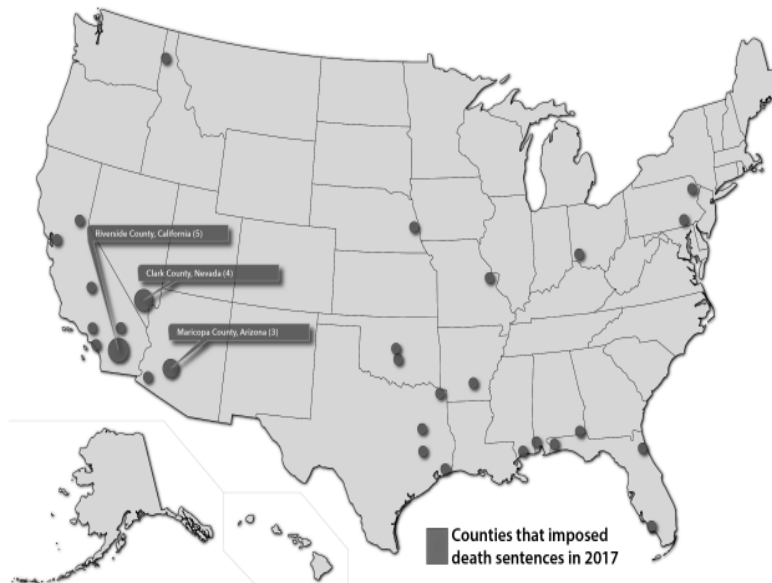 Riverside County, California (5)
Clark County, Nevada (4)
Maricopa County, Arizona (3)
Counties that imposed
death sentences in 2017